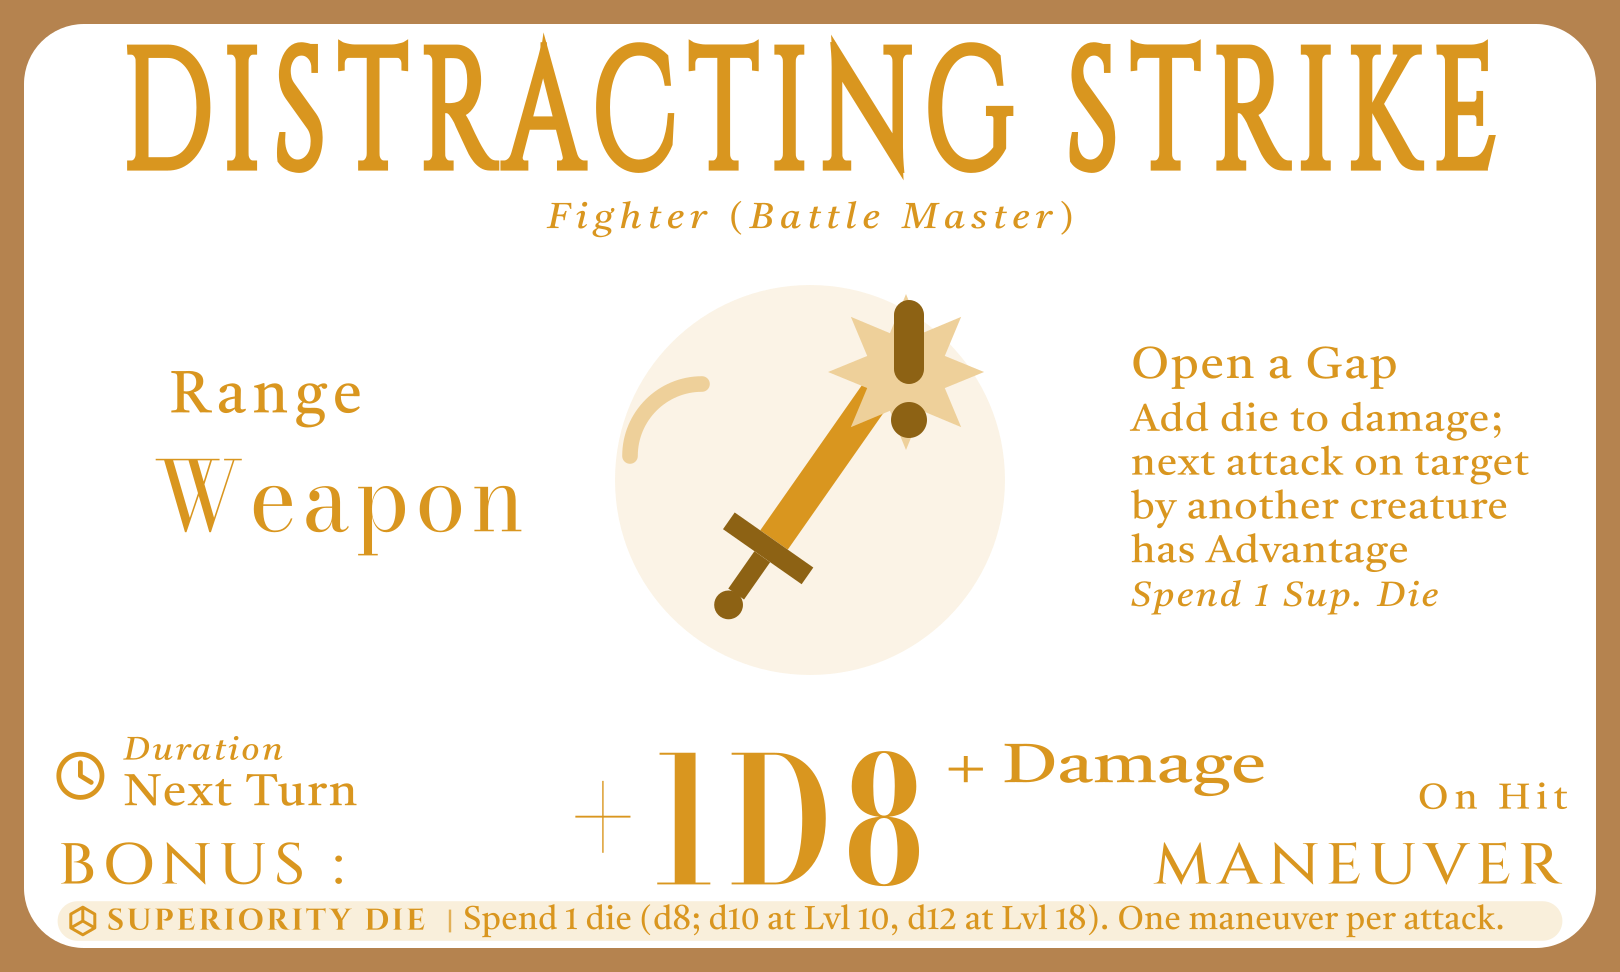 DISTRACTING STRIKE
Fighter (Battle Master)
Range
Weapon
!
Open a Gap
Add die to damage;
next attack on target
by another creature
has Advantage
Spend 1 Sup. Die
Duration
Next Turn
BONUS :
+ 1D8 + Damage
On Hit
MANEUVER
SUPERIORITY DIE | Spend 1 die (d8; d10 at Lvl 10, d12 at Lvl 18). One maneuver per attack.